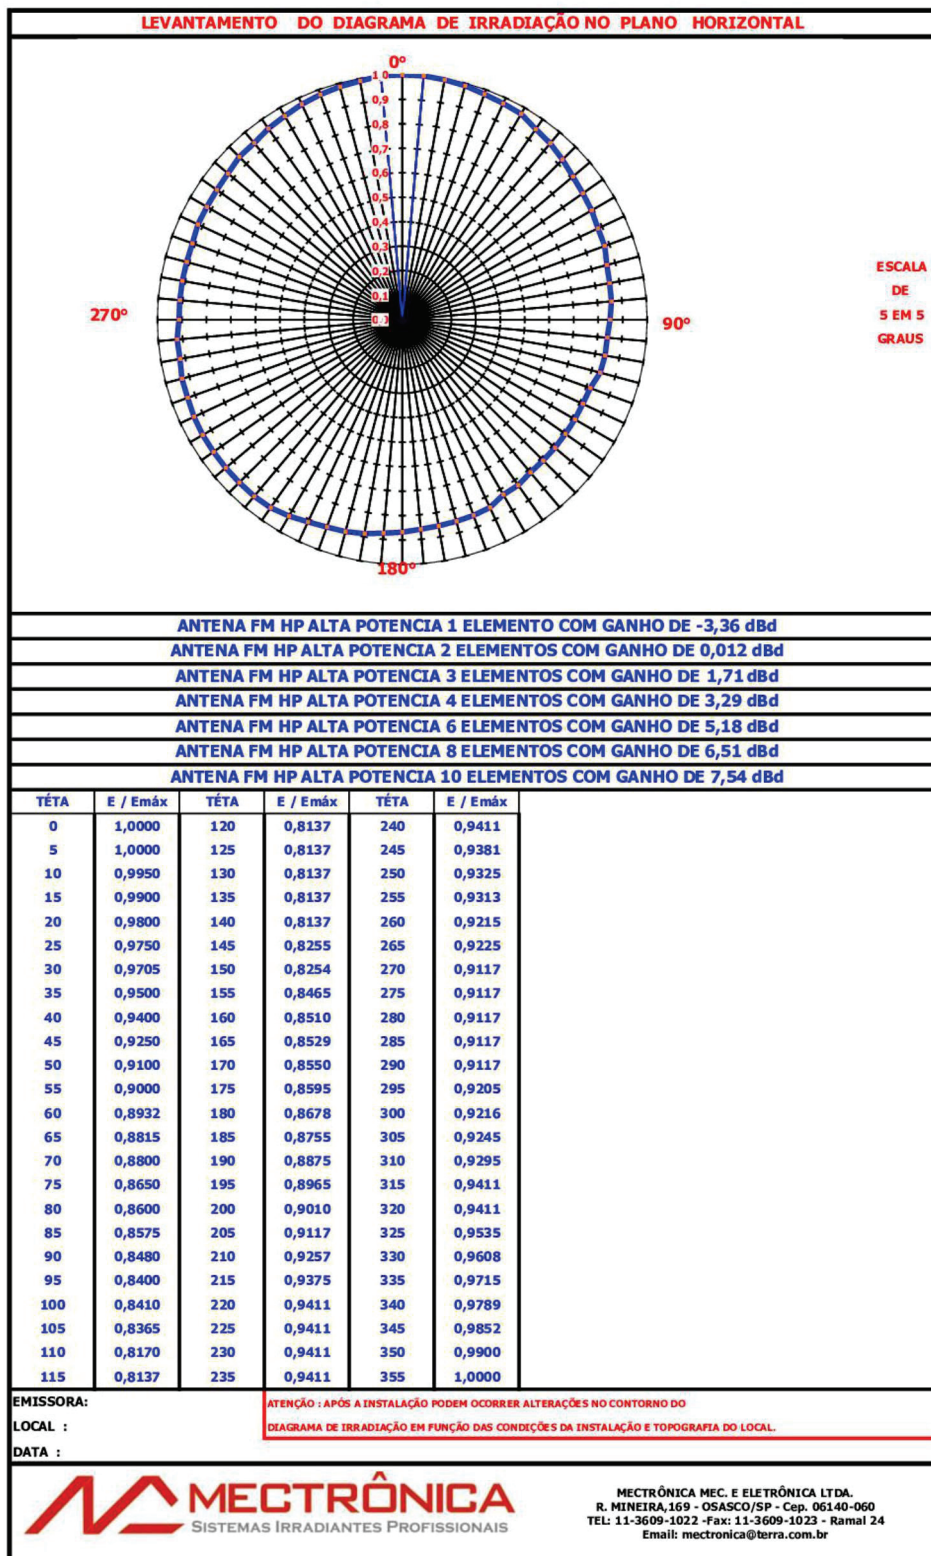 LEVANTAMENTO DO DIAGRAMA DE IRRADIAÇÃO NO PLANO HORIZONTAL
0º
1 0
0,9
0,8
0,7
0,6
0,5
0,4
0,3
0,2
0,1
0,0
270º
90º
180º
ESCALA
DE
5 EM 5
GRAUS
ANTENA FM HP ALTA POTENCIA 1 ELEMENTO COM GANHO DE -3,36 dBd
ANTENA FM HP ALTA POTENCIA 2 ELEMENTOS COM GANHO DE 0,012 dBd
ANTENA FM HP ALTA POTENCIA 3 ELEMENTOS COM GANHO DE 1,71 dBd
ANTENA FM HP ALTA POTENCIA 4 ELEMENTOS COM GANHO DE 3,29 dBd
ANTENA FM HP ALTA POTENCIA 6 ELEMENTOS COM GANHO DE 5,18 dBd
ANTENA FM HP ALTA POTENCIA 8 ELEMENTOS COM GANHO DE 6,51 dBd
ANTENA FM HP ALTA POTENCIA 10 ELEMENTOS COM GANHO DE 7,54 dBd
TÉTA E / Emáx TÉTA E / Emáx TÉTA E / Emáx
0 1,0000 120 0,8137 240 0,9411
5 1,0000 125 0,8137 245 0,9381
10 0,9950 130 0,8137 250 0,9325
15 0,9900 135 0,8137 255 0,9313
20 0,9800 140 0,8137 260 0,9215
25 0,9750 145 0,8255 265 0,9225
30 0,9705 150 0,8254 270 0,9117
35 0,9500 155 0,8465 275 0,9117
40 0,9400 160 0,8510 280 0,9117
45 0,9250 165 0,8529 285 0,9117
50 0,9100 170 0,8550 290 0,9117
55 0,9000 175 0,8595 295 0,9205
60 0,8932 180 0,8678 300 0,9216
65 0,8815 185 0,8755 305 0,9245
70 0,8800 190 0,8875 310 0,9295
75 0,8650 195 0,8965 315 0,9411
80 0,8600 200 0,9010 320 0,9411
85 0,8575 205 0,9117 325 0,9535
90 0,8480 210 0,9257 330 0,9608
95 0,8400 215 0,9375 335 0,9715
100 0,8410 220 0,9411 340 0,9789
105 0,8365 225 0,9411 345 0,9852
110 0,8170 230 0,9411 350 0,9900
115 0,8137 235 0,9411 355 1,0000
EMISSORA:
LOCAL :
DATA :
ATENÇÃO : APÓS A INSTALAÇÃO PODEM OCORRER ALTERAÇÕES NO CONTORNO DO
DIAGRAMA DE IRRADIAÇÃO EM FUNÇÃO DAS CONDIÇÕES DA INSTALAÇÃO E TOPOGRAFIA DO LOCAL.
MECTRÔNICA
SISTEMAS IRRADIANTES PROFISSIONAIS
MECTRÔNICA MEC. E ELETRÔNICA LTDA.
R. MINEIRA,169 - OSASCO/SP - Cep. 06140-060
TEL: 11-3609-1022 -Fax: 11-3609-1023 - Ramal 24
Email: mectronica@terra.com.br